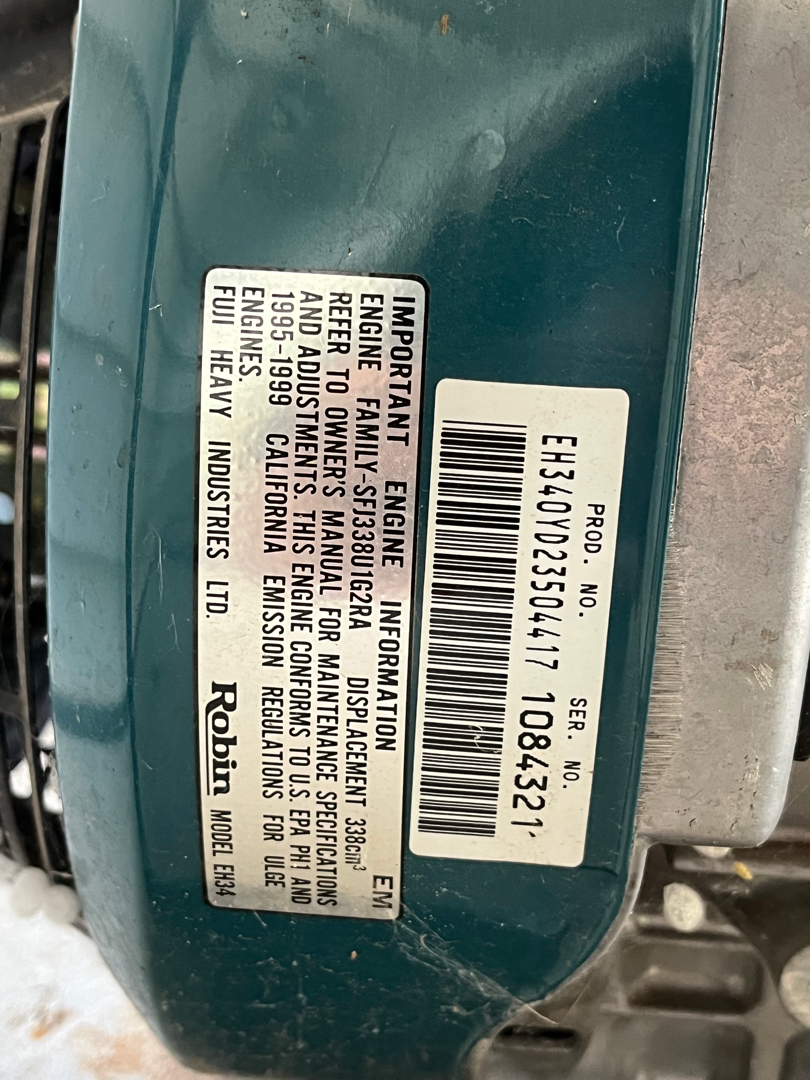 PROD. NO. SER. NO.
EH340YD23504417 1084321
IMPORTANT ENGINE INFORMATION EM
ENGINE FAMILY-SFJ338U1G2RA DISPLACEMENT 338cm³
REFER TO OWNER'S MANUAL FOR MAINTENANCE SPECIFICATIONS
AND ADJUSTMENTS. THIS ENGINE CONFORMS TO U.S. EPA PH1 AND
1995-1999 CALIFORNIA EMISSION REGULATIONS FOR ULGE
ENGINES.
FUJI HEAVY INDUSTRIES LTD. Robin MODEL EH34